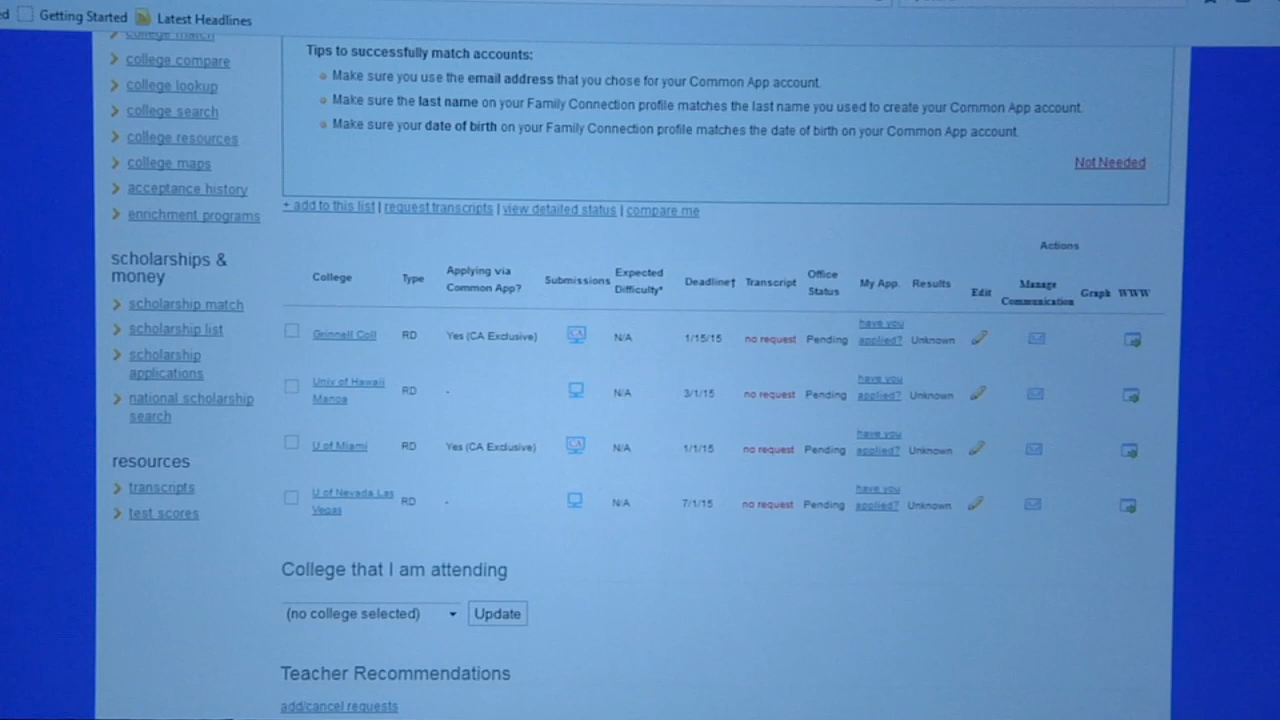 Getting Started
Latest Headlines
college match
college compare
college lookup
college search
college resources
college maps
acceptance history
enrichment programs
scholarships &
money
scholarship match
scholarship list
scholarship
applications
national scholarship
search
resources
transcripts
test scores
Tips to successfully match accounts:
Make sure you use the email address that you chose for your Common App account.
Make sure the last name on your Family Connection profile matches the last name you used to create your Common App account.
Make sure your date of birth on your Family Connection profile matches the date of birth on your Common App account.
Not Needed
+ add to this list | request transcripts | view detailed status | compare me
Actions
College Type Applying via Common App? Submissions Expected Difficulty* Deadline† Transcript Office Status My App. Results Edit Manage Communication Graph WWW
Grinnell Coll RD Yes (CA Exclusive) CA N/A 1/15/15 no request Pending have you applied? Unknown
Univ of Hawaii Manoa RD - N/A 3/1/15 no request Pending have you applied? Unknown
U of Miami RD Yes (CA Exclusive) CA N/A 1/1/15 no request Pending have you applied? Unknown
U of Nevada Las Vegas RD - N/A 7/1/15 no request Pending have you applied? Unknown
College that I am attending
(no college selected) Update
Teacher Recommendations
add/cancel requests